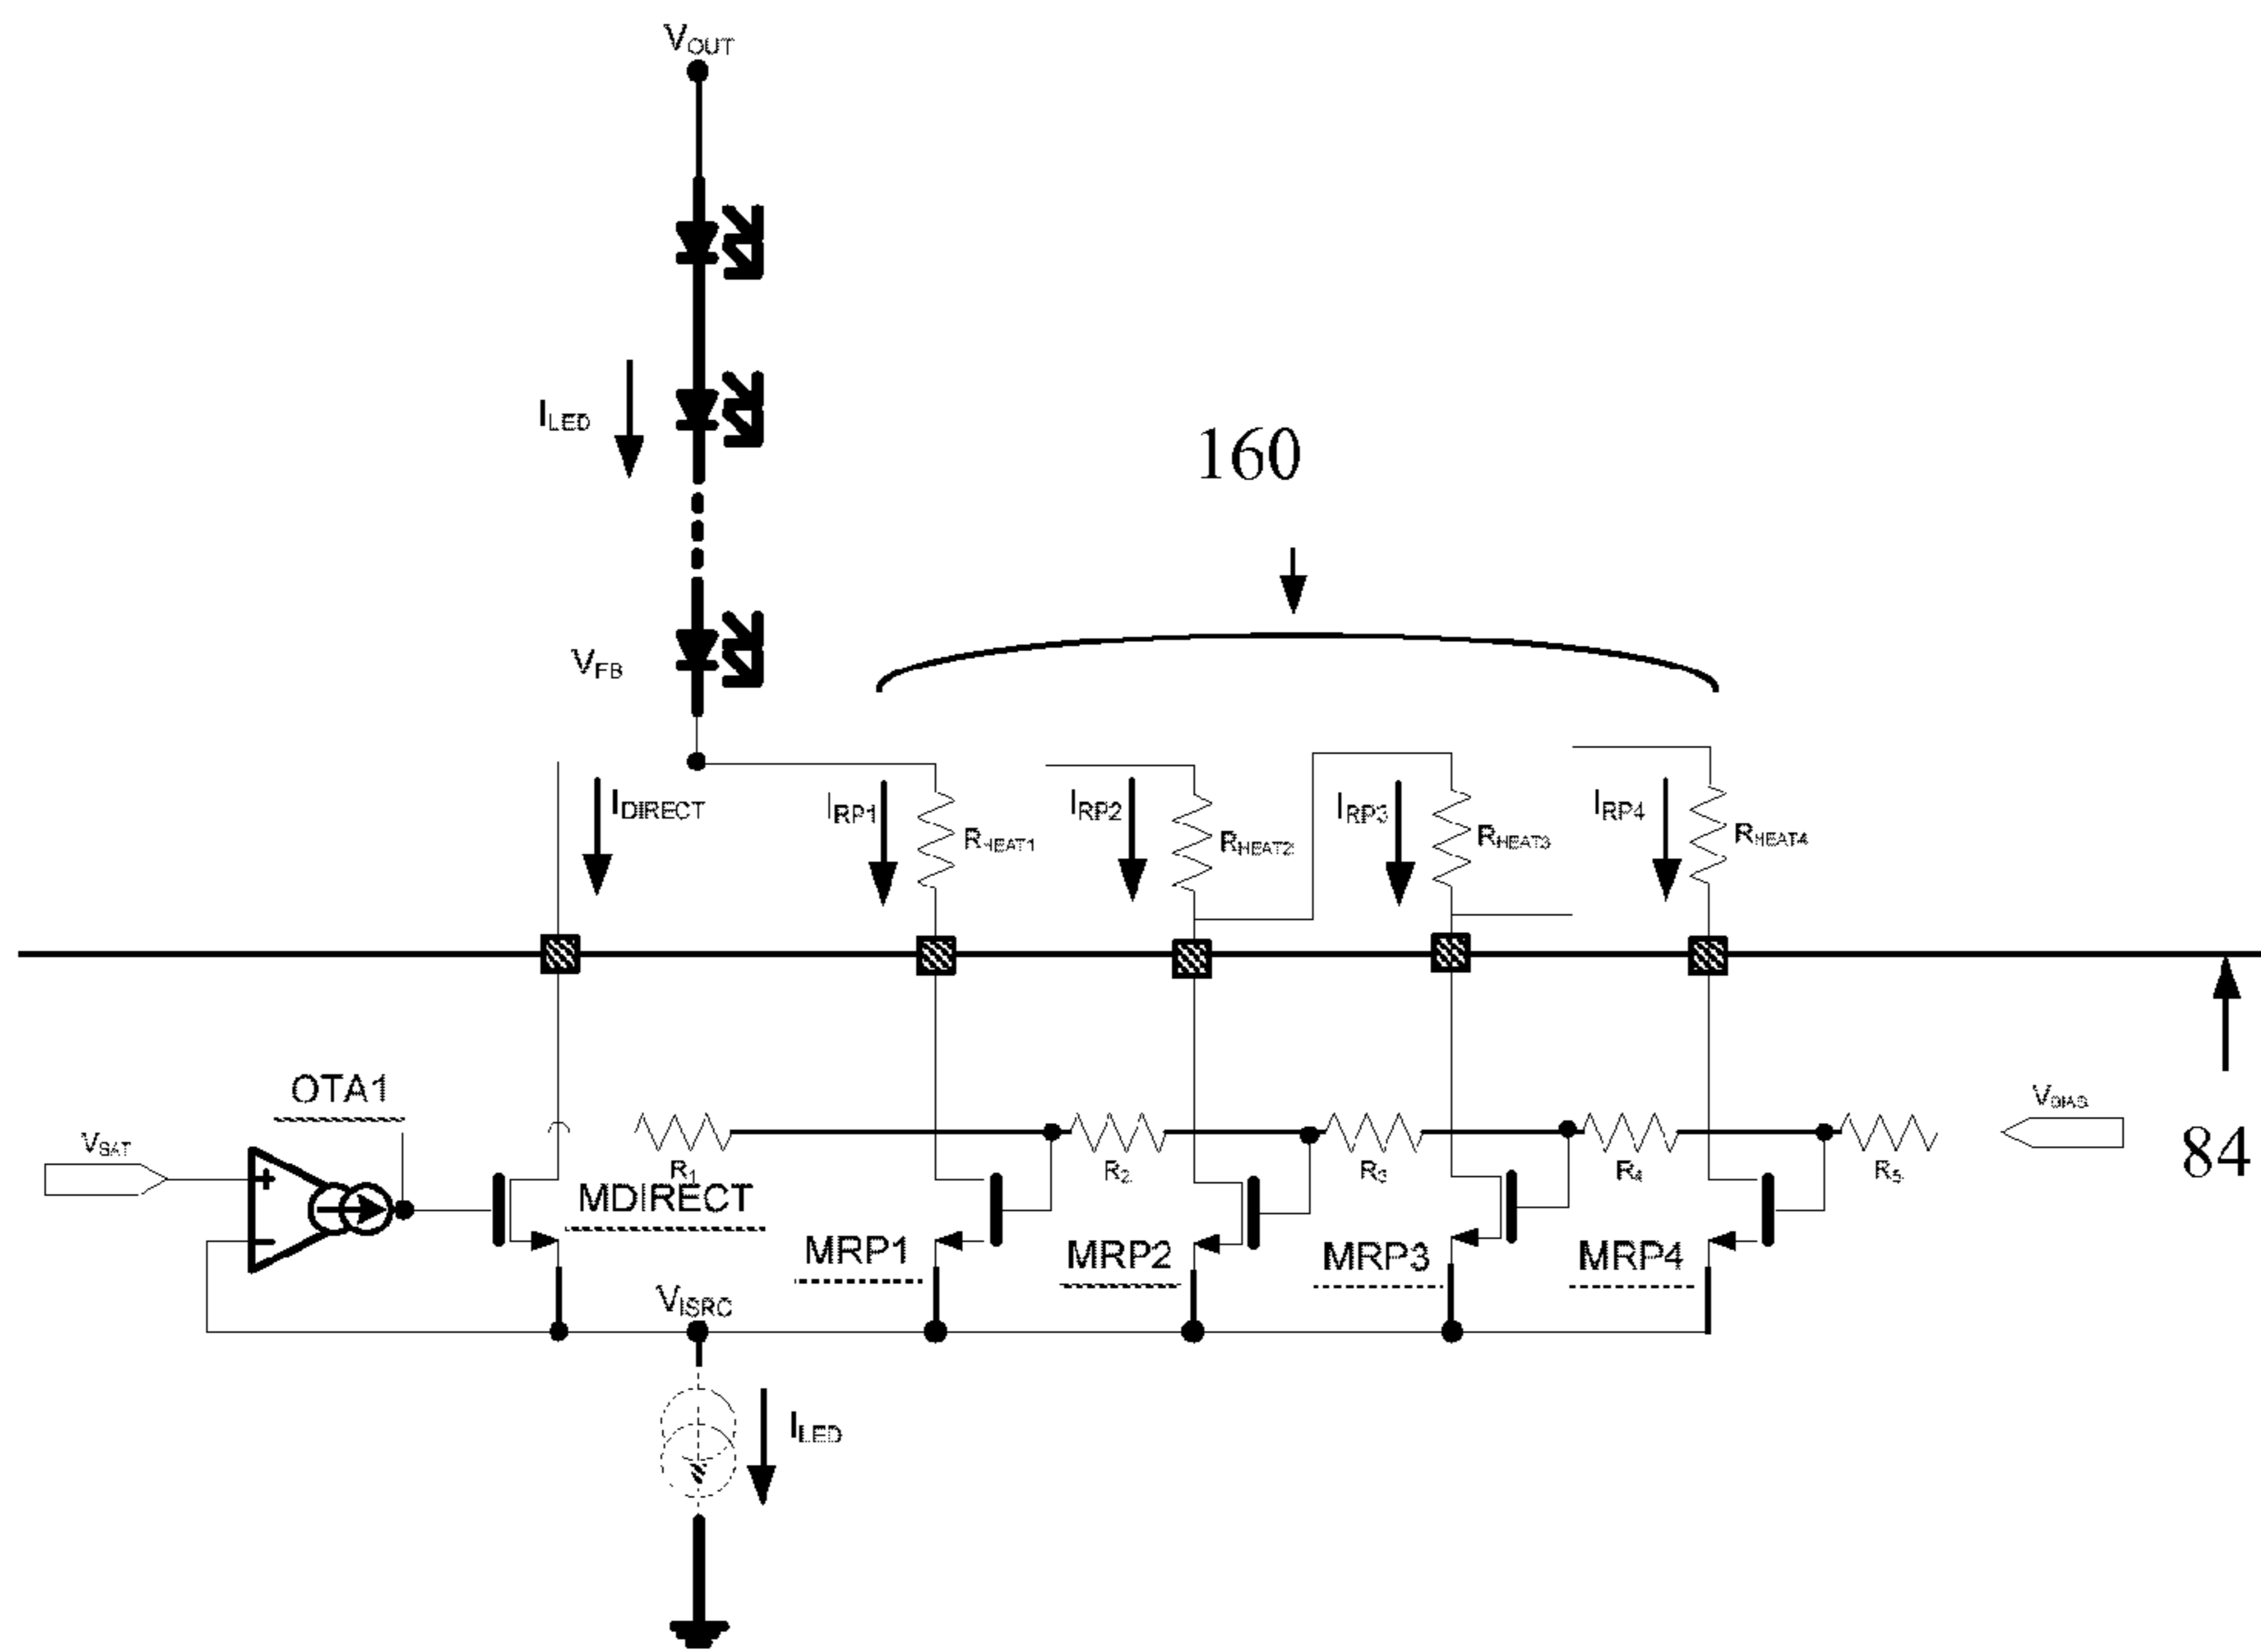 VOUT
ILED
160
VFB
IDIRECT
IRP1
RHEAT1
IRP2
RHEAT2
IRP3
RHEAT3
IRP4
RHEAT4
OTA1
VSAT
R1
R2
R3
R4
R5
VBIAS
84
MDIRECT
MRP1
MRP2
MRP3
MRP4
VISRC
ILED